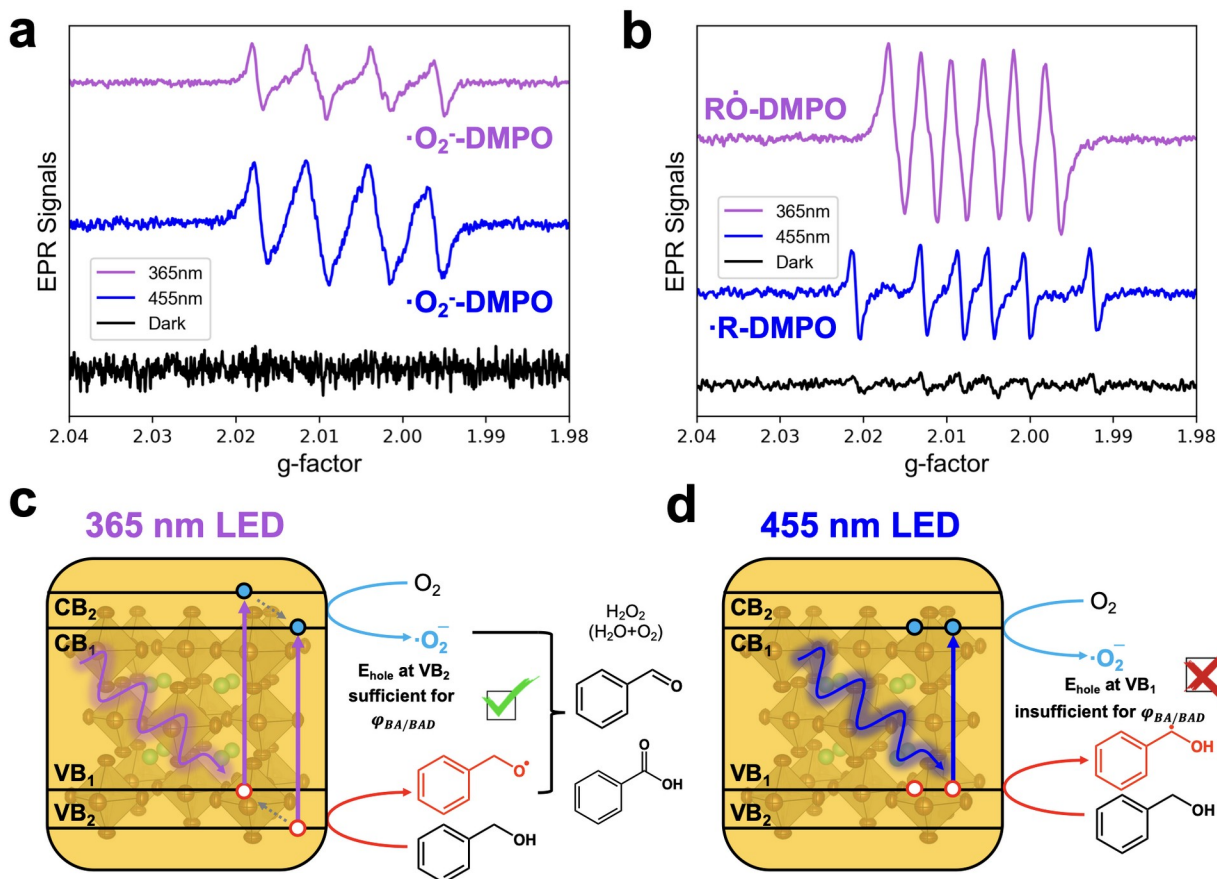 a
EPR Signals
·O₂⁻-DMPO
·O₂⁻-DMPO
365nm
455nm
Dark
2.04 2.03 2.02 2.01 2.00 1.99 1.98
g-factor
b
EPR Signals
RȮ-DMPO
·R-DMPO
365nm
455nm
Dark
2.04 2.03 2.02 2.01 2.00 1.99 1.98
g-factor
c
365 nm LED
CB₂
CB₁
VB₁
VB₂
O₂
·O₂⁻
E_hole at VB₂
sufficient for
φ_BA/BAD
O•
OH
H₂O₂
(H₂O+O₂)
O
O
OH
d
455 nm LED
CB₂
CB₁
VB₁
VB₂
O₂
·O₂⁻
E_hole at VB₁
insufficient for φ_BA/BAD
•
OH
OH